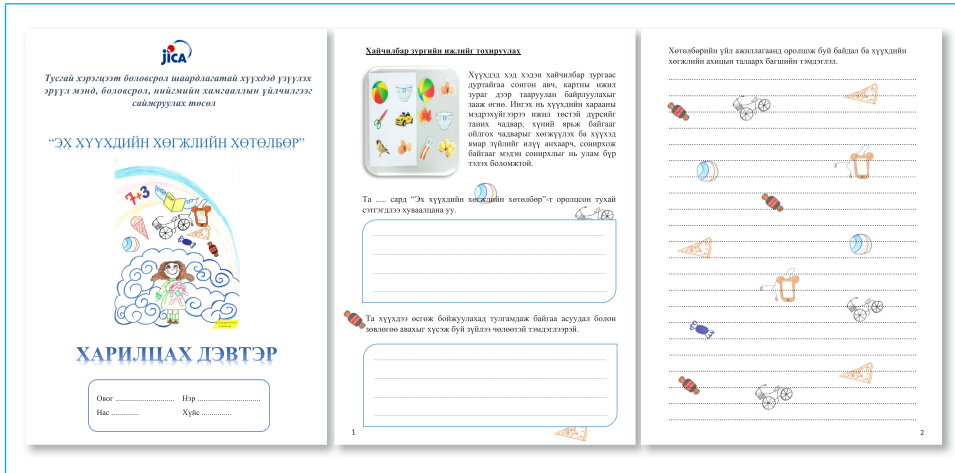 jica
Тусгай хэрэгцээт боловсрол шаардлагатай хүүхдэд үзүүлэх
эрүүл мэнд, боловсрол, нийгмийн хамгааллын үйлчилгээг
сайжруулах төсөл
“ЭХ ХҮҮХДИЙН ХӨГЖЛИЙН ХӨТӨЛБӨР”
7+3
ХАРИЛЦАХ ДЭВТЭР
Овог ............................. Нэр ...............................
Нас ............. Хүйс ...............
Хайчилбар зургийн ижлийг тохируулах
Хүүхдэд хэд хэдэн хайчилбар зургаас
дуртайгаа сонгон авч, картны ижил
зураг дээр тааруулан байрлуулахыг
зааж өгнө. Ингэх нь хүүхдийн харааны
мэдрэхүйгээрээ ижил төстэй дүрсийг
таних чадвар, хүний ярьж байгааг
ойлгох чадварыг хөгжүүлэх ба хүүхэд
ямар зүйлийг илүү анхаарч, сонирхож
байгааг мэдэн сонирхлыг нь улам бүр
тэлэх боломжтой.
Та ..... сард “Эх хүүхдийн хөгжлийн хөтөлбөр”-т оролцсон тухай
сэтгэгдлээ хуваалцана уу.
Та хүүхдээ өсгөж бойжуулахад тулгамдаж байгаа асуудал болон
зөвлөгөө авахыг хүсэж буй зүйлээ чөлөөтэй тэмдэглээрэй.
1
Хөтөлбөрийн үйл ажиллагаанд оролцож буй байдал ба хүүхдийн
хөгжлийн ахицын талаарх багшийн тэмдэглэл.
2